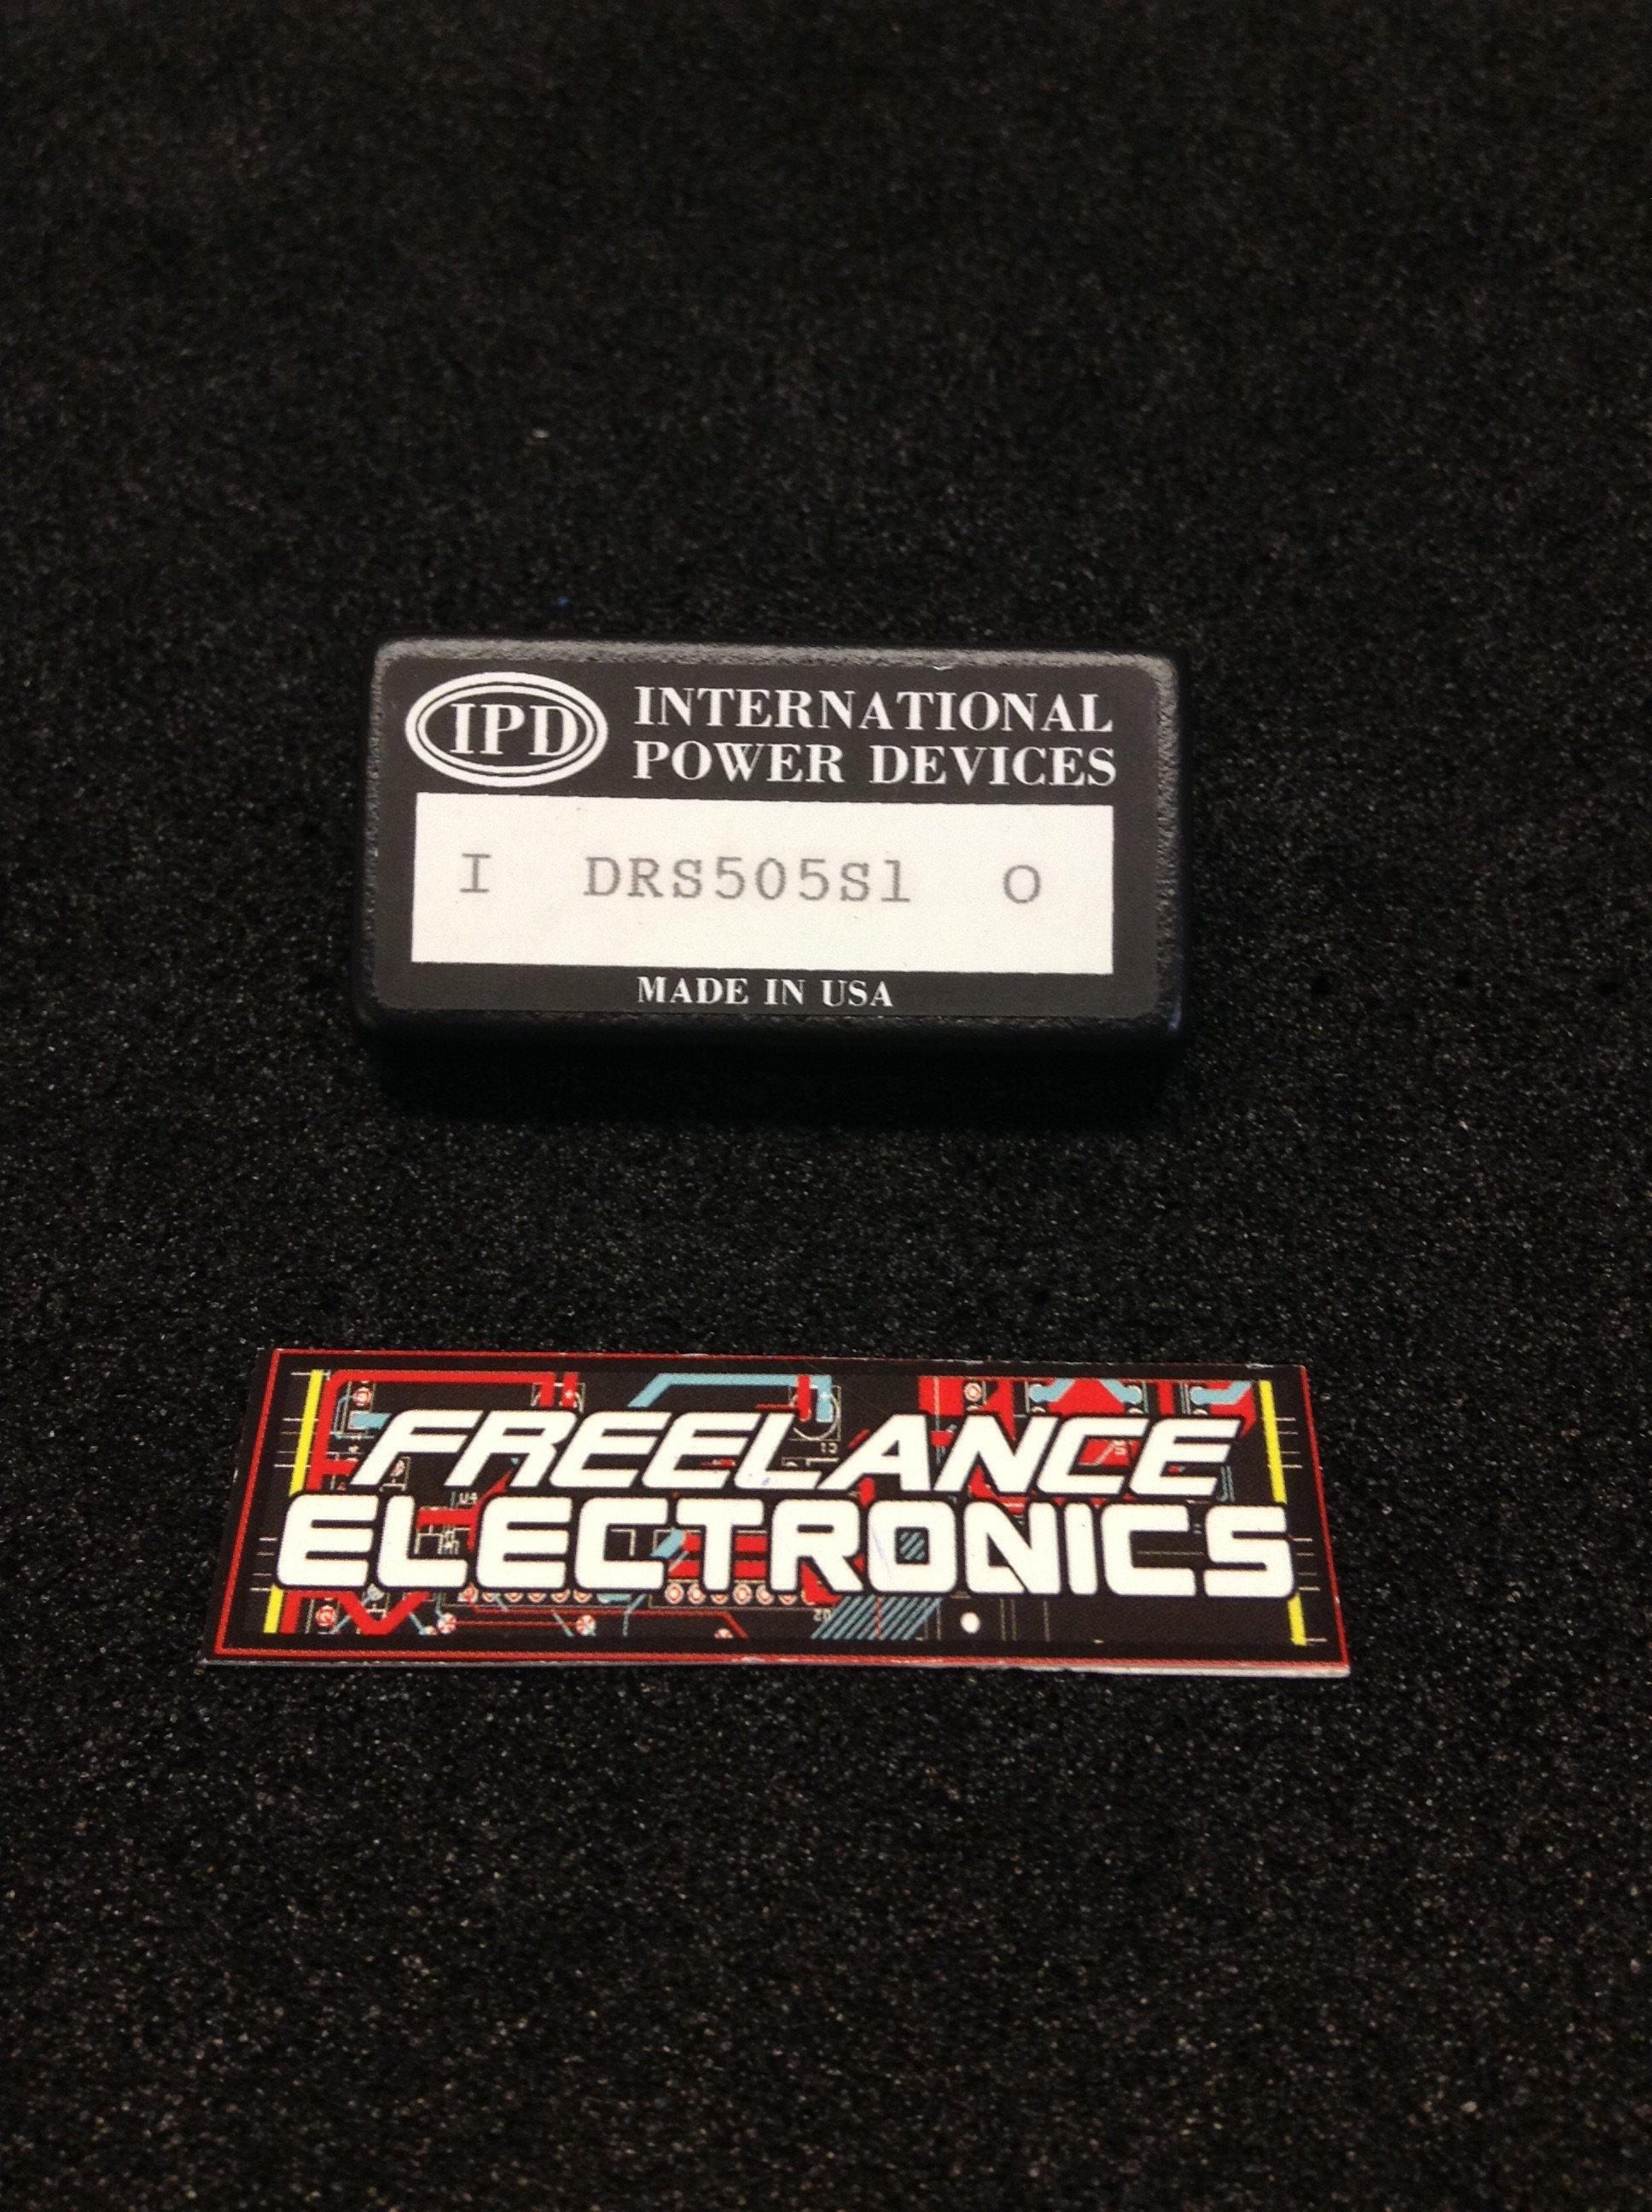 IPD
INTERNATIONAL
POWER DEVICES
I DRS505S1 O
MADE IN USA
FREELANCE
ELECTRONICS